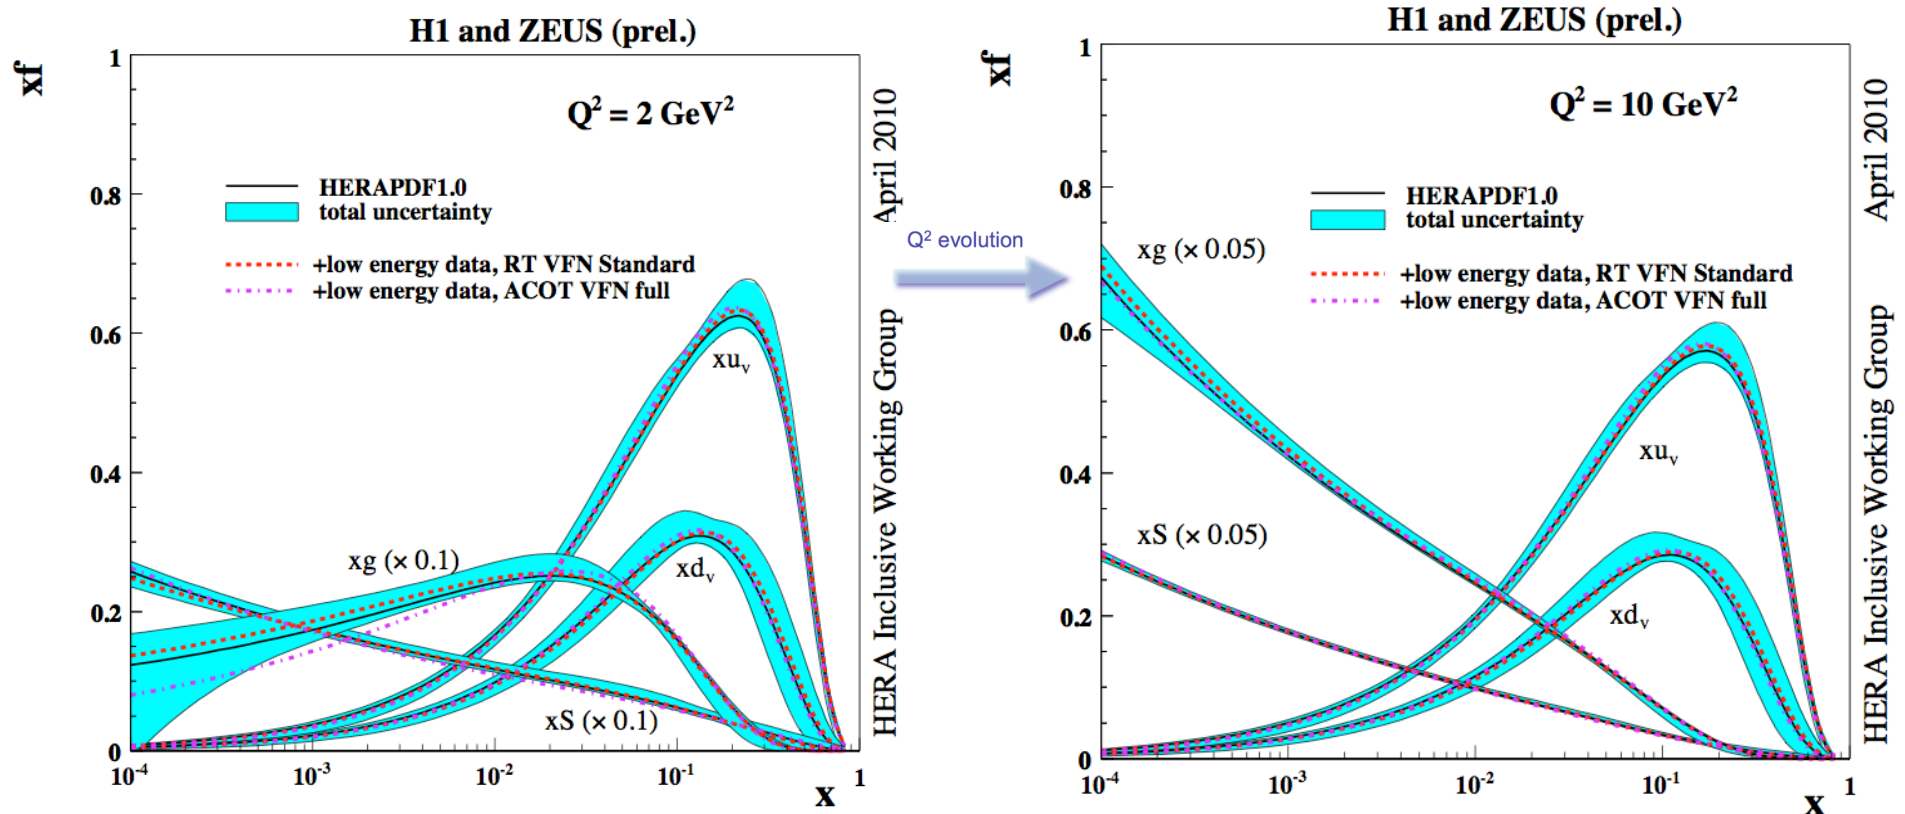 H1 and ZEUS (prel.)
xf
1
0.8
0.6
0.4
0.2
0
Q² = 2 GeV²
HERAPDF1.0
total uncertainty
+low energy data, RT VFN Standard
+low energy data, ACOT VFN full
xu_v
xd_v
xg (× 0.1)
xS (× 0.1)
10⁻⁴
10⁻³
10⁻²
10⁻¹
1
x
HERA Inclusive Working Group
April 2010
Q² evolution
H1 and ZEUS (prel.)
xf
1
0.8
0.6
0.4
0.2
0
Q² = 10 GeV²
HERAPDF1.0
total uncertainty
+low energy data, RT VFN Standard
+low energy data, ACOT VFN full
xg (× 0.05)
xu_v
xS (× 0.05)
xd_v
10⁻⁴
10⁻³
10⁻²
10⁻¹
1
x
HERA Inclusive Working Group
April 2010